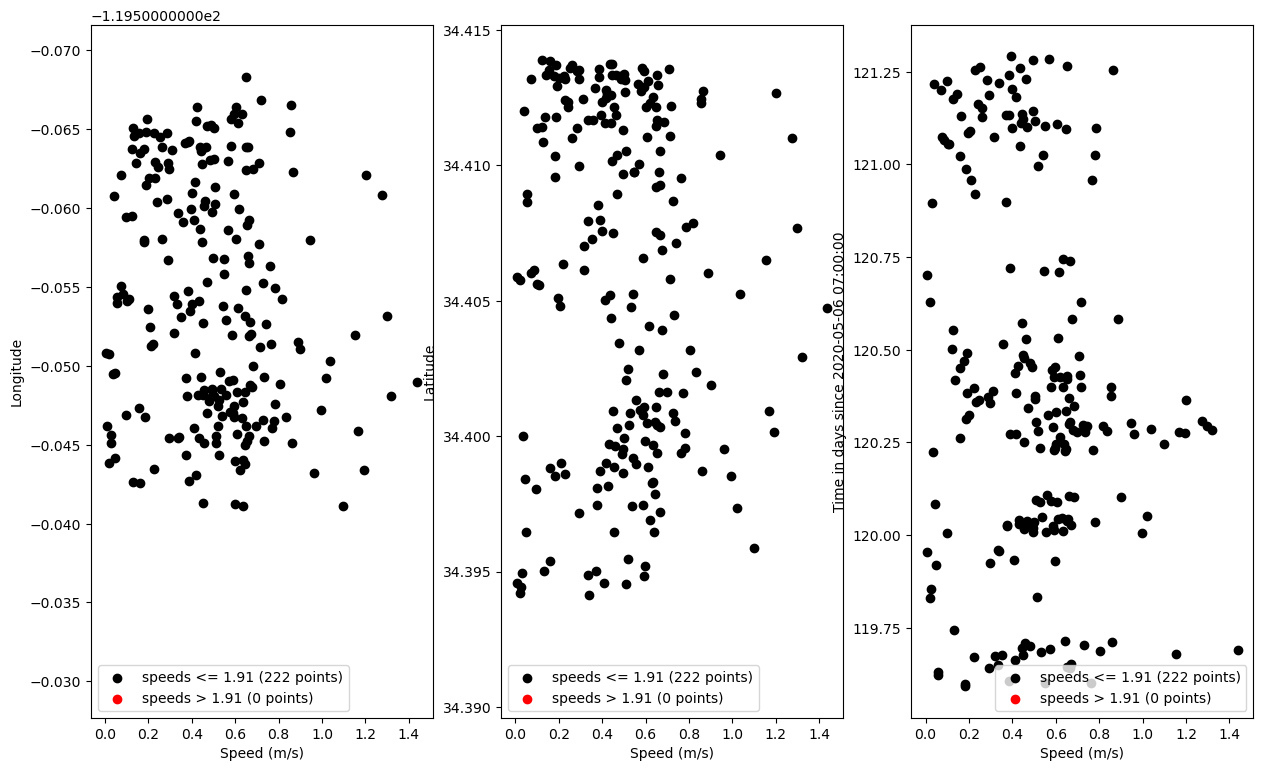 −1.1950000000e2
−0.070
−0.065
−0.060
−0.055
−0.050
−0.045
−0.040
−0.035
−0.030
Longitude
0.0 0.2 0.4 0.6 0.8 1.0 1.2 1.4
Speed (m/s)
speeds <= 1.91 (222 points)
speeds > 1.91 (0 points)
34.415
34.410
34.405
34.400
34.395
34.390
Latitude
0.0 0.2 0.4 0.6 0.8 1.0 1.2 1.4
Speed (m/s)
speeds <= 1.91 (222 points)
speeds > 1.91 (0 points)
121.25
121.00
120.75
120.50
120.25
120.00
119.75
Time in days since 2020-05-06 07:00:00
0.0 0.2 0.4 0.6 0.8 1.0 1.2 1.4
Speed (m/s)
speeds <= 1.91 (222 points)
speeds > 1.91 (0 points)